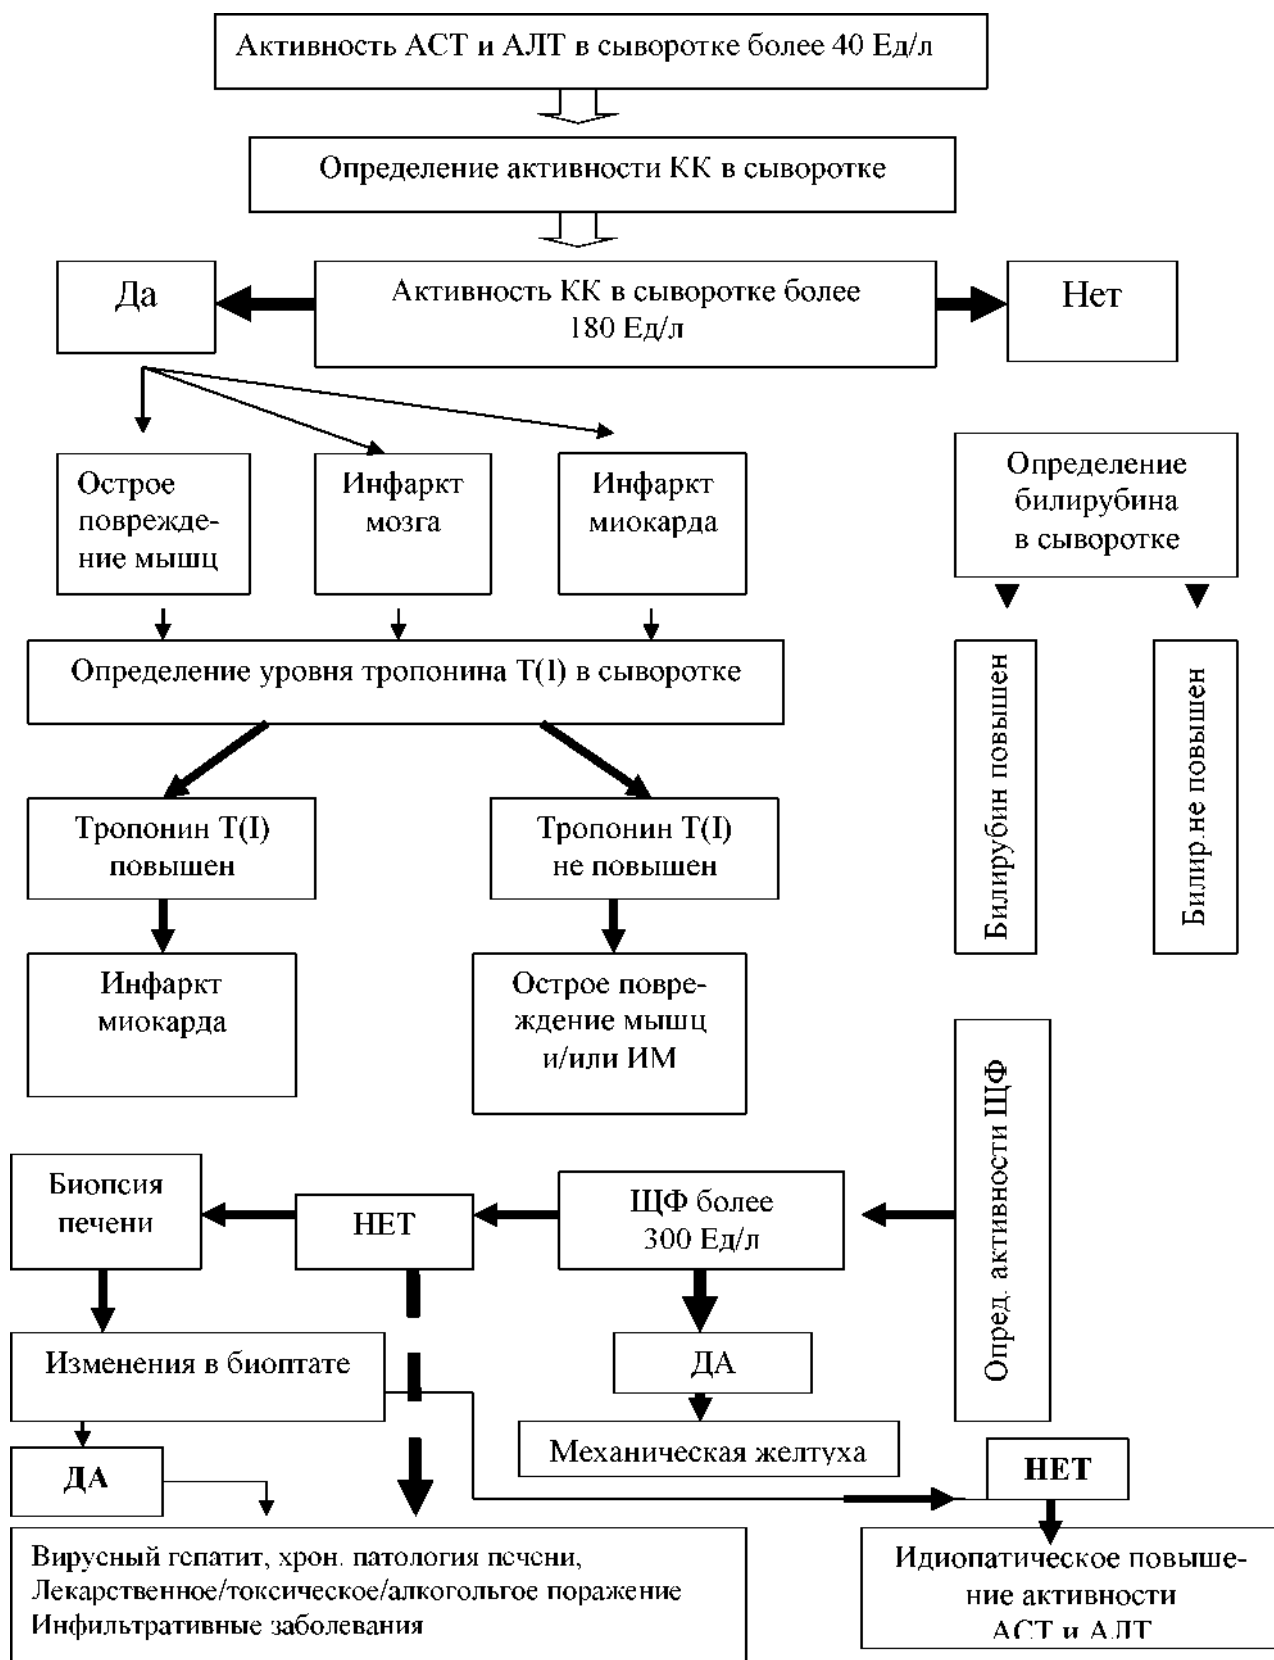 Активность АСТ и АЛТ в сыворотке более 40 Ед/л
Определение активности КК в сыворотке
Да
Активность КК в сыворотке более
180 Ед/л
Нет
Острое
поврежде-
ние мышц
Инфаркт
мозга
Инфаркт
миокарда
Определение
билирубина
в сыворотке
Определение уровня тропонина Т(I) в сыворотке
Билирубин повышен
Билир.не повышен
Тропонин Т(I)
повышен
Тропонин Т(I)
не повышен
Инфаркт
миокарда
Острое повре-
ждение мышц
и/или ИМ
Опред. активности ЩФ
Биопсия
печени
НЕТ
ЩФ более
300 Ед/л
Изменения в биоптате
ДА
Механическая желтуха
ДА
НЕТ
Вирусный гепатит, хрон. патология печени,
Лекарственное/токсическое/алкогольгое поражение
Инфильтративные заболевания
Идиопатическое повыше-
ние активности
АСТ и АЛТ